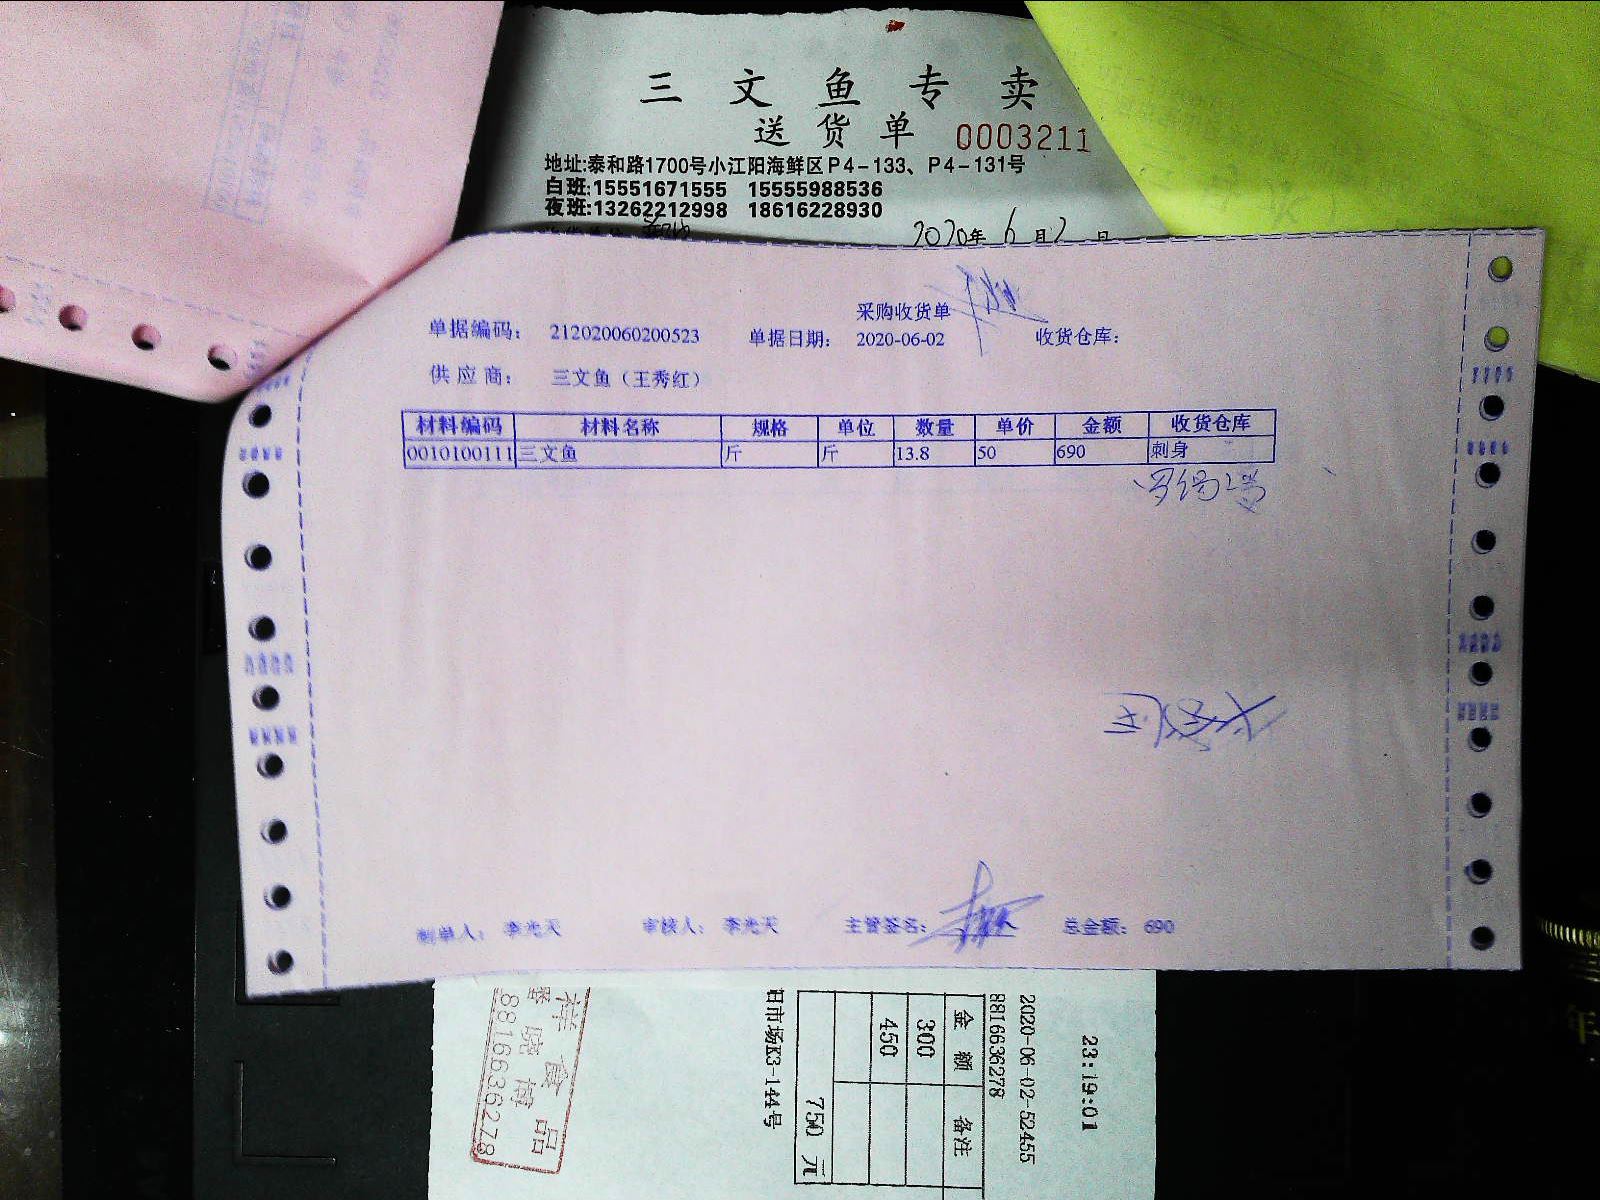 三文鱼专卖
送货单 0003211
地址:泰和路1700号小江阳海鲜区P4-133、P4-131号
白班:15551671555 15555988536
夜班:13262212998 18616228930
2020年6月2日
采购收货单
单据编码: 212020060200523 单据日期: 2020-06-02 收货仓库:
供应商: 三文鱼（王秀红）
材料编码 材料名称 规格 单位 数量 单价 金额 收货仓库
0010100111 三文鱼 斤 斤 13.8 50 690 刺身
制单人: 李光天 审核人: 李光天 主管签名: 总金额: 690
23:19:01
2020-06-02-52455
8816636278
金额 备注
300
450
750 元
阳市场K3-144号
祥食品
晓博
8816636278